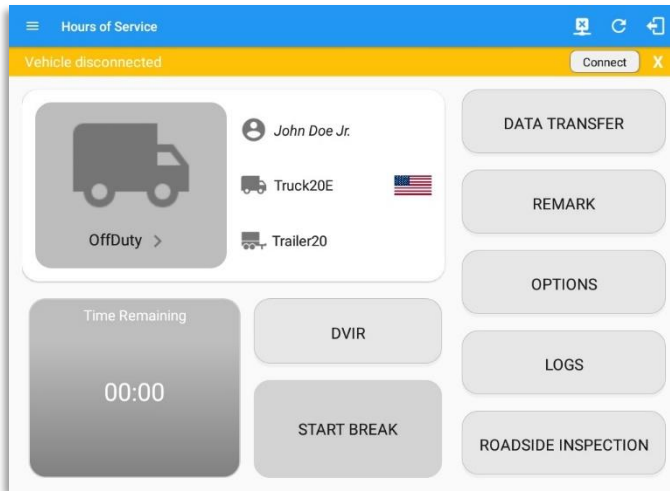 Hours of Service
Vehicle disconnected
Connect X
John Doe Jr.
Truck20E
OffDuty >
Trailer20
Time Remaining
00:00
DVIR
START BREAK
DATA TRANSFER
REMARK
OPTIONS
LOGS
ROADSIDE INSPECTION